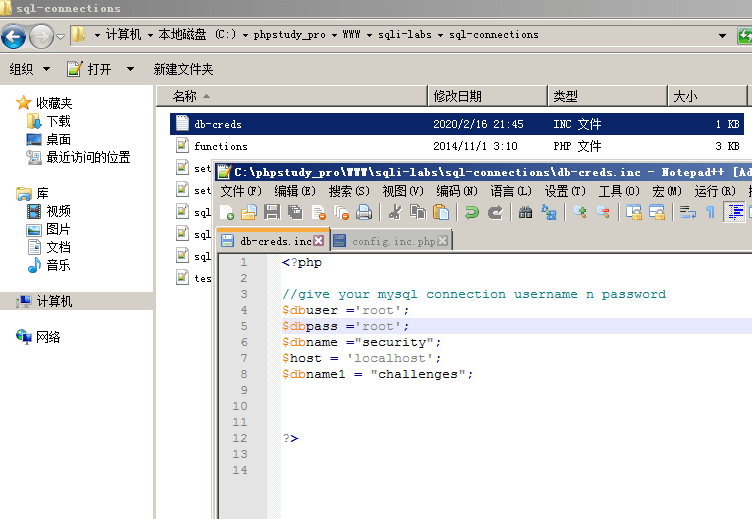 sql-connections
计算机 本地磁盘 (C:) phpstudy_pro WWW sqli-labs sql-connections
组织 打开 新建文件夹
收藏夹
下载
桌面
最近访问的位置
库
视频
图片
文档
音乐
计算机
网络
名称 修改日期 类型 大小
db-creds 2020/2/16 21:45 INC 文件 1 KB
functions 2014/11/1 3:10 PHP 文件 3 KB
set
set
sql
sql
sql
tes
C:\phpstudy_pro\WWW\sqli-labs\sql-connections\db-creds.inc - Notepad++ [Ad
文件(F) 编辑(E) 搜索(S) 视图(V) 编码(N) 语言(L) 设置(T) 工具(O) 宏(M) 运行(R)
db-creds.inc config.inc.php
1 <?php
2
3 //give your mysql connection username n password
4 $dbuser ='root';
5 $dbpass ='root';
6 $dbname ="security";
7 $host = 'localhost';
8 $dbname1 = "challenges";
9
10
11
12 ?>
13
14